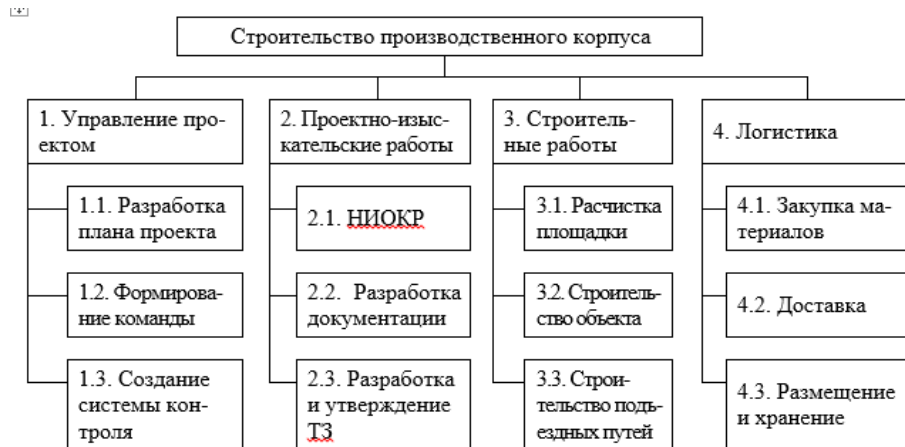 Строительство производственного корпуса
1. Управление про-
ектом
2. Проектно-изыс-
кательские работы
3. Строитель-
ные работы
4. Логистика
1.1. Разработка
плана проекта
2.1. НИОКР
3.1. Расчистка
площадки
4.1. Закупка ма-
териалов
1.2. Формирова-
ние команды
2.2. Разработка
документации
3.2. Строитель-
ство объекта
4.2. Доставка
1.3. Создание
системы кон-
троля
2.3. Разработка
и утверждение
ТЗ
3.3. Строи-
тельство подъ-
ездных путей
4.3. Размещение
и хранение